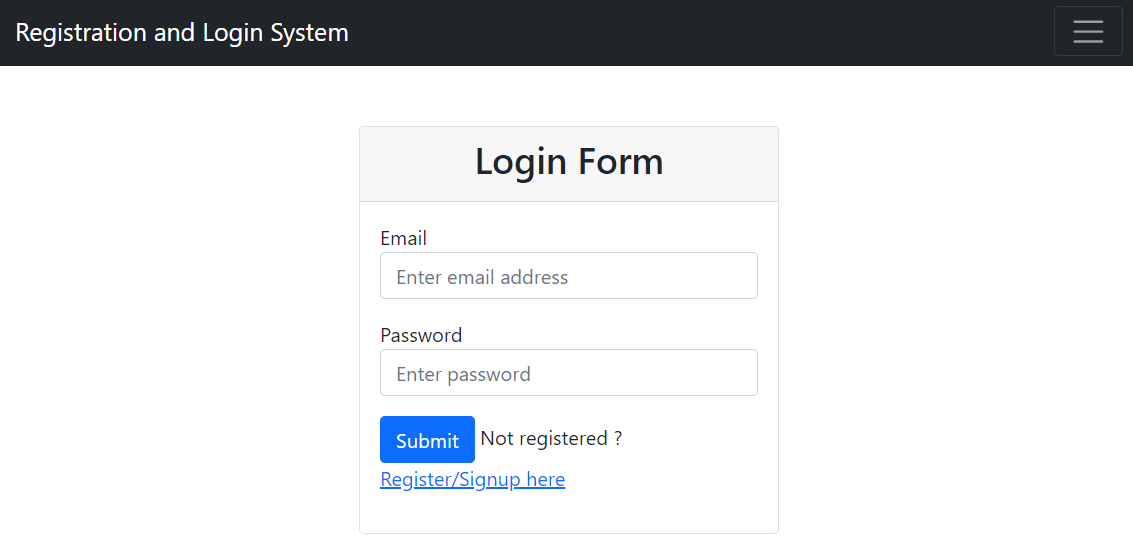 Registration and Login System
Login Form
Email
Enter email address
Password
Enter password
Submit Not registered ?
Register/Signup here